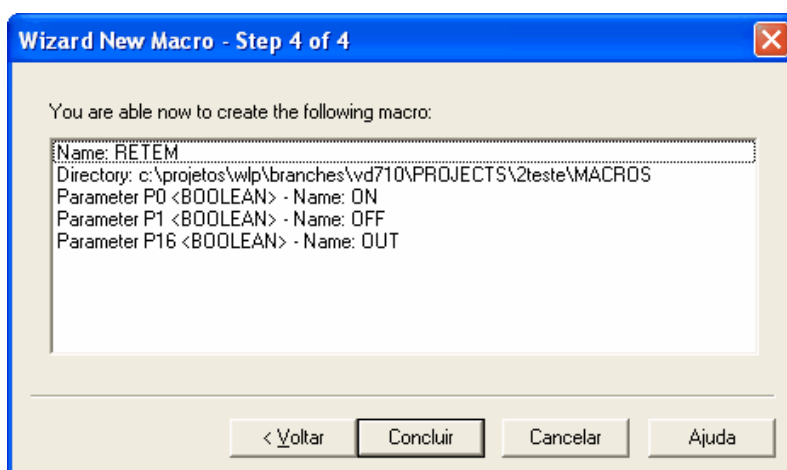 Wizard New Macro - Step 4 of 4
You are able now to create the following macro:
Name: RETEM
Directory: c:\projetos\wlp\branches\vd710\PROJECTS\2teste\MACROS
Parameter P0 <BOOLEAN> - Name: ON
Parameter P1 <BOOLEAN> - Name: OFF
Parameter P16 <BOOLEAN> - Name: OUT
< Voltar Concluir Cancelar Ajuda